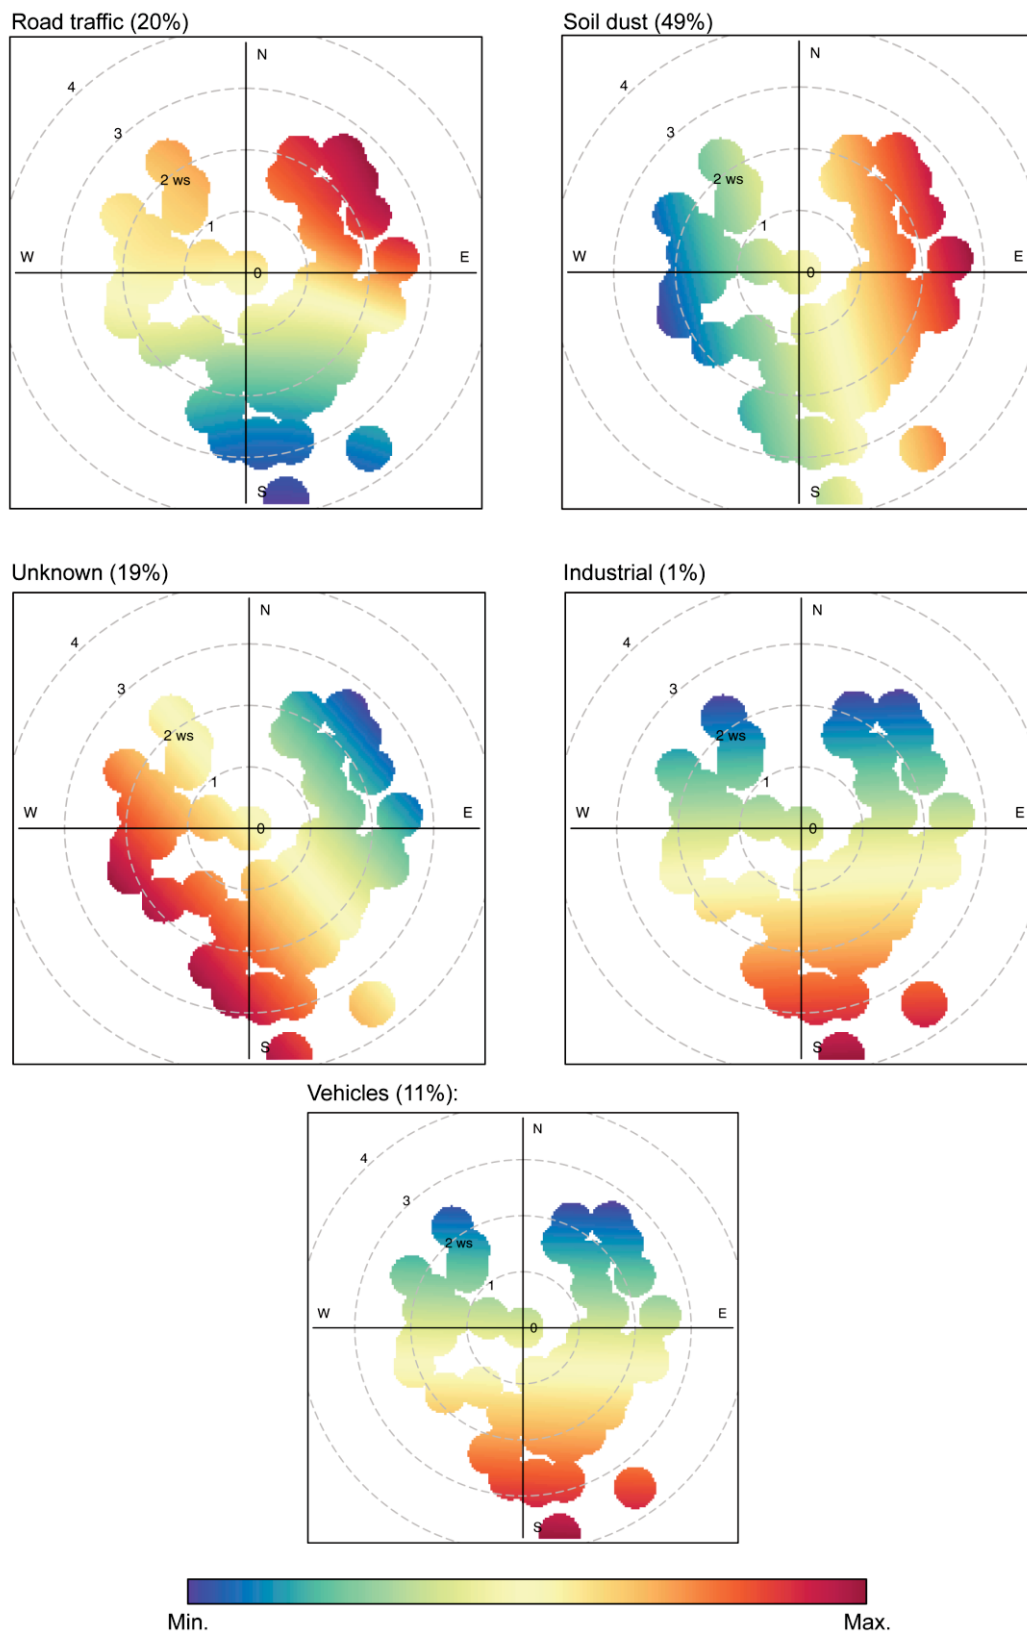 Road traffic (20%)
Soil dust (49%)
N
4
3
2 ws
1
W
E
0
S
N
4
3
2 ws
1
W
E
0
S
Unknown (19%)
Industrial (1%)
N
4
3
2 ws
1
W
E
0
S
N
4
3
2 ws
1
W
E
0
S
Vehicles (11%):
N
4
3
2 ws
1
W
E
0
S
Min.
Max.